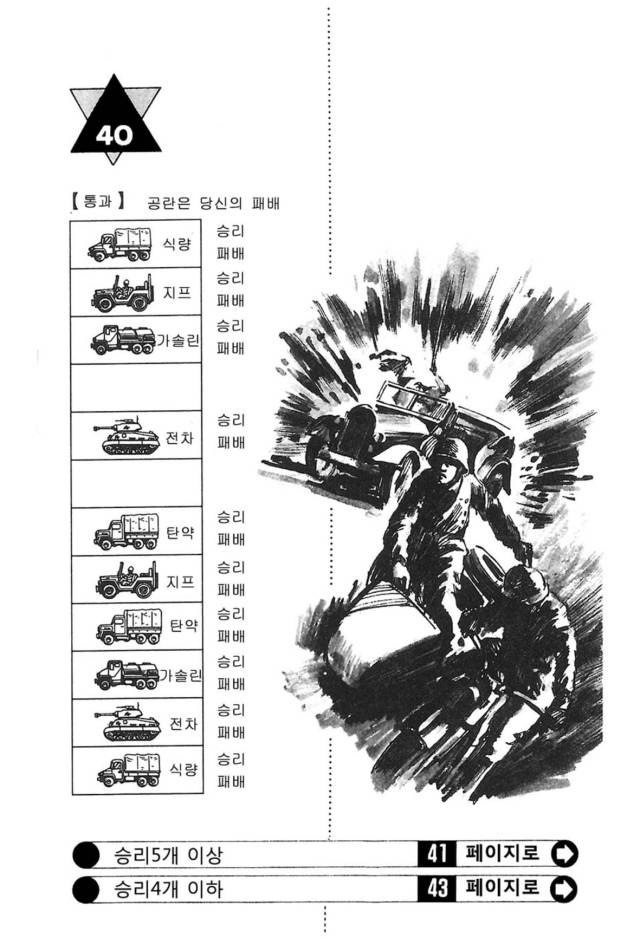 40
【통과】 공란은 당신의 패배
식량 승리
패배
지프 승리
패배
가솔린 승리
패배
전차 승리
패배
탄약 승리
패배
지프 승리
패배
탄약 승리
패배
가솔린 승리
패배
전차 승리
패배
식량 승리
패배
승리5개 이상 41 페이지로
승리4개 이하 43 페이지로